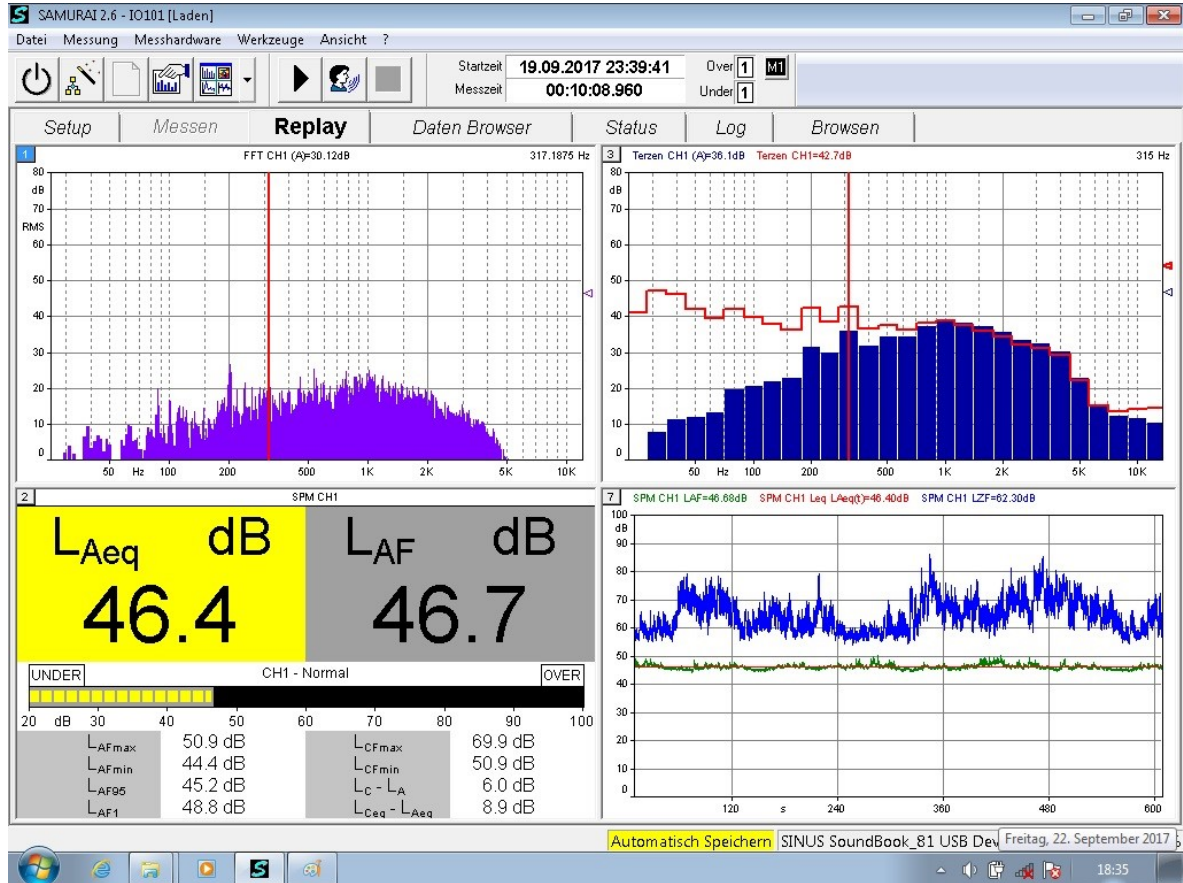 SAMURAI 2.6 - IO101 [Laden]
Datei Messung Messhardware Werkzeuge Ansicht ?
Startzeit 19.09.2017 23:39:41 Over 1 M1
Messzeit 00:10:08.960 Under 1
Setup Messen Replay Daten Browser Status Log Browsen
1 FFT CH1 (A)=30.12dB 317.1875 Hz
80
dB
70
RMS
60
50
40
30
20
10
0
50 Hz 100 200 500 1K 2K 5K 10K
3 Terzen CH1 (A)=36.1dB Terzen CH1=42.7dB 315 Hz
80
dB
70
60
50
40
30
20
10
0
50 Hz 100 200 500 1K 2K 5K 10K
2 SPM CH1
LAeq dB LAF dB
46.4 46.7
UNDER CH1 - Normal OVER
20 dB 30 40 50 60 70 80 90 100
LAFmax 50.9 dB LCFmax 69.9 dB
LAFmin 44.4 dB LCFmin 50.9 dB
LAF95 45.2 dB LC - LA 6.0 dB
LAF1 48.8 dB LCeq - LAeq 8.9 dB
7 SPM CH1 LAF=46.68dB SPM CH1 Leq LAeq(t)=46.40dB SPM CH1 LZF=62.30dB
100
dB
90
80
70
60
50
40
30
20
10
0
120 s 240 360 480 600
Automatisch Speichern SINUS SoundBook_81 USB Dev %
Freitag, 22. September 2017
18:35